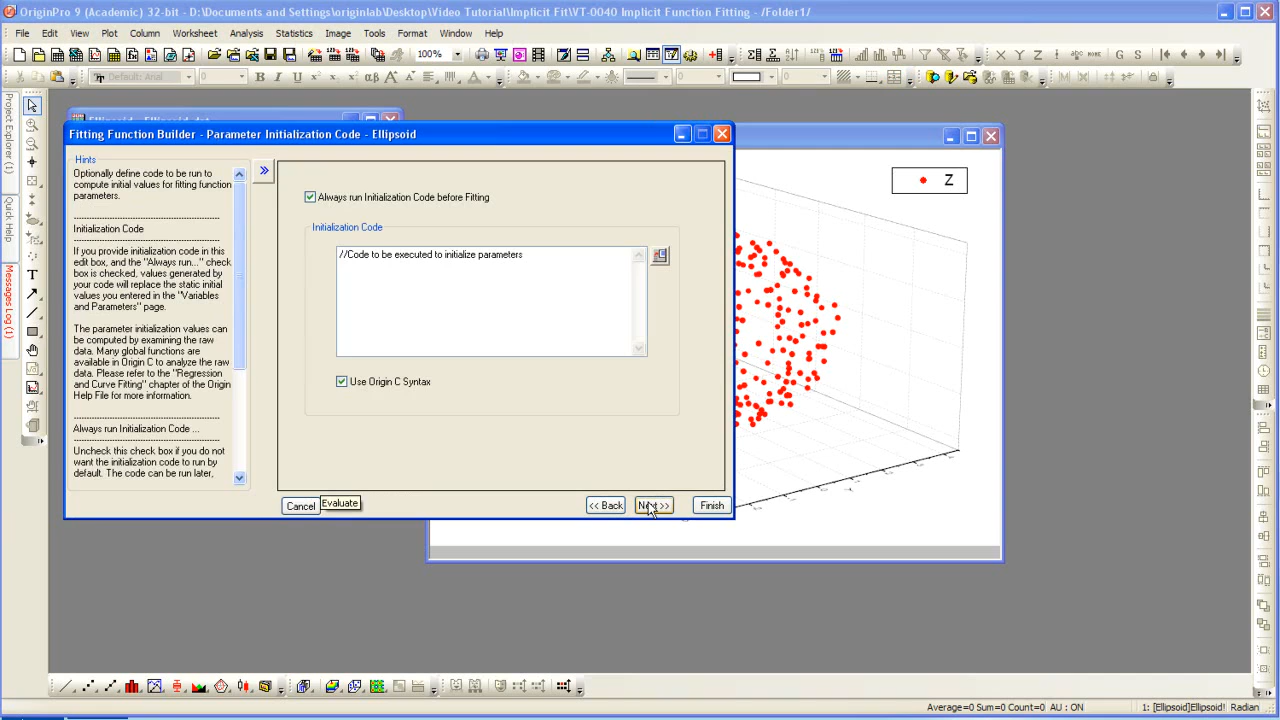 OriginPro 9 (Academic) 32-bit - D:\Documents and Settings\originlab\Desktop\Video Tutorial\Implicit Fit\VT-0040 Implicit Function Fitting - /Folder1/
File Edit View Plot Column Worksheet Analysis Statistics Image Tools Format Window Help
100%
Default: Arial 0 B I U
0 0
Project Explorer (1)
Quick Help
Messages Log (1)
Fitting Function Builder - Parameter Initialization Code - Ellipsoid
Hints
Optionally define code to be run to
compute initial values for fitting function
parameters.
Initialization Code
If you provide initialization code in this
edit box, and the "Always run..." check
box is checked, values generated by
your code will replace the static initial
values you entered in the "Variables
and Parameters" page.
The parameter initialization values can
be computed by examining the raw
data. Many global functions are
available in Origin C to analyze the raw
data. Please refer to the "Regression
and Curve Fitting" chapter of the Origin
Help File for more information.
Always run Initialization Code ...
Uncheck this check box if you do not
want the initialization code to run by
default. The code can be run later,
Always run Initialization Code before Fitting
Initialization Code
//Code to be executed to initialize parameters
Use Origin C Syntax
Cancel
Evaluate
<< Back
Next >>
Finish
Z
Average=0 Sum=0 Count=0 AU : ON
1: [Ellipsoid]Ellipsoid! Radian